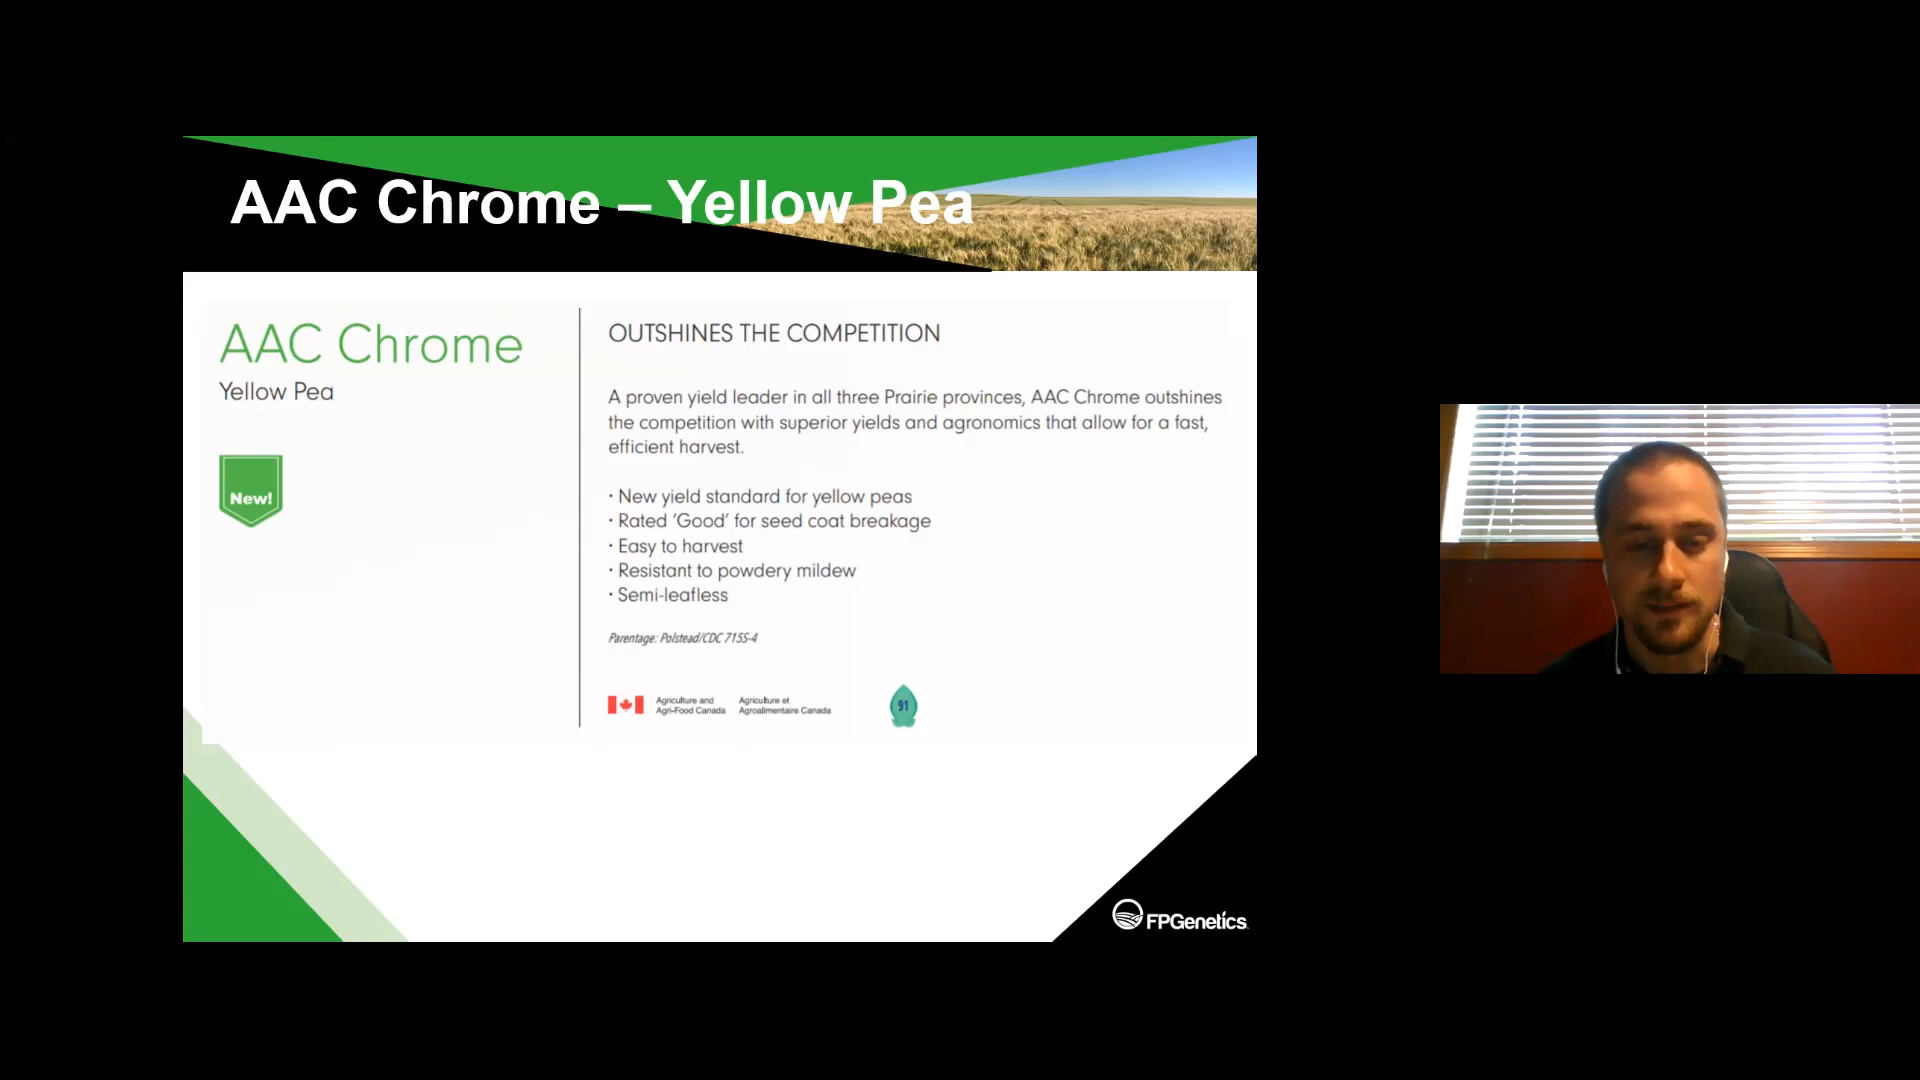 AAC Chrome – Yellow Pea
AAC Chrome
Yellow Pea
New!
OUTSHINES THE COMPETITION
A proven yield leader in all three Prairie provinces, AAC Chrome outshines
the competition with superior yields and agronomics that allow for a fast,
efficient harvest.
· New yield standard for yellow peas
· Rated 'Good' for seed coat breakage
· Easy to harvest
· Resistant to powdery mildew
· Semi-leafless
Parentage: Polstead/CDC 715S-4
Agriculture and
Agri-Food Canada
Agriculture et
Agroalimentaire Canada
91
FPGenetics